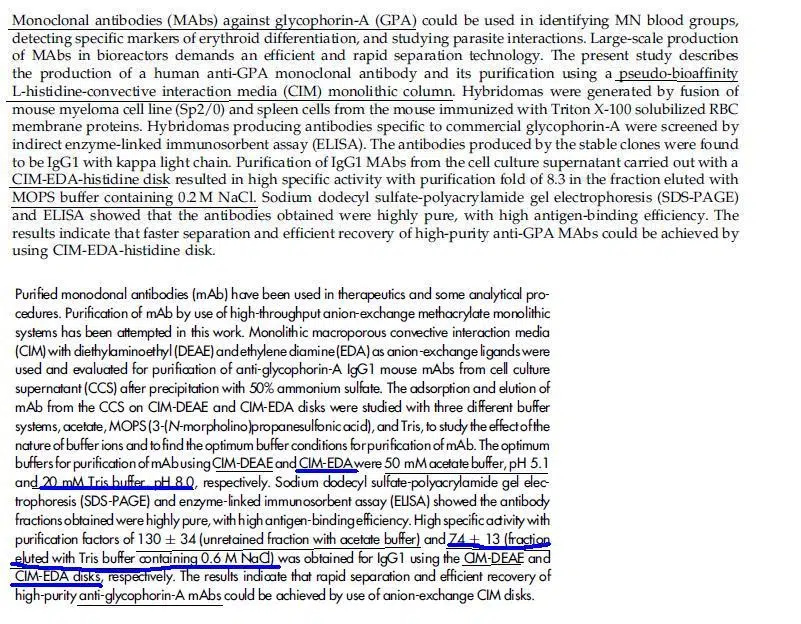 Monoclonal antibodies (MAbs) against glycophorin-A (GPA) could be used in identifying MN blood groups,
detecting specific markers of erythroid differentiation, and studying parasite interactions. Large-scale production
of MAbs in bioreactors demands an efficient and rapid separation technology. The present study describes
the production of a human anti-GPA monoclonal antibody and its purification using a pseudo-bioaffinity
L-histidine-convective interaction media (CIM) monolithic column. Hybridomas were generated by fusion of
mouse myeloma cell line (Sp2/0) and spleen cells from the mouse immunized with Triton X-100 solubilized RBC
membrane proteins. Hybridomas producing antibodies specific to commercial glycophorin-A were screened by
indirect enzyme-linked immunosorbent assay (ELISA). The antibodies produced by the stable clones were found
to be IgG1 with kappa light chain. Purification of IgG1 MAbs from the cell culture supernatant carried out with a
CIM-EDA-histidine disk resulted in high specific activity with purification fold of 8.3 in the fraction eluted with
MOPS buffer containing 0.2 M NaCl. Sodium dodecyl sulfate-polyacrylamide gel electrophoresis (SDS-PAGE)
and ELISA showed that the antibodies obtained were highly pure, with high antigen-binding efficiency. The
results indicate that faster separation and efficient recovery of high-purity anti-GPA MAbs could be achieved by
using CIM-EDA-histidine disk.
Purified monoclonal antibodies (mAb) have been used in therapeutics and some analytical pro-
cedures. Purification of mAb by use of high-throughput anion-exchange methacrylate monolithic
systems has been attempted in this work. Monolithic macroporous convective interaction media
(CIM) with diethylaminoethyl (DEAE) and ethylene diamine (EDA) as anion-exchange ligands were
used and evaluated for purification of anti-glycophorin-A IgG1 mouse mAbs from cell culture
supernatant (CCS) after precipitation with 50% ammonium sulfate. The adsorption and elution of
mAb from the CCS on CIM-DEAE and CIM-EDA disks were studied with three different buffer
systems, acetate, MOPS (3-(N-morpholino)propanesulfonic acid), and Tris, to study the effect of the
nature of buffer ions and to find the optimum buffer conditions for purification of mAb. The optimum
buffers for purification of mAb using CIM-DEAE and CIM-EDA were 50 mM acetate buffer, pH 5.1
and 20 mM Tris buffer, pH 8.0, respectively. Sodium dodecyl sulfate-polyacrylamide gel elec-
trophoresis (SDS-PAGE) and enzyme-linked immunosorbent assay (ELISA) showed the antibody
fractions obtained were highly pure, with high antigen-binding efficiency. High specific activity with
purification factors of 130 ± 34 (unretained fraction with acetate buffer) and 74 ± 13 (fraction
eluted with Tris buffer containing 0.6 M NaCl) was obtained for IgG1 using the CIM-DEAE and
CIM-EDA disks, respectively. The results indicate that rapid separation and efficient recovery of
high-purity anti-glycophorin-A mAbs could be achieved by use of anion-exchange CIM disks.